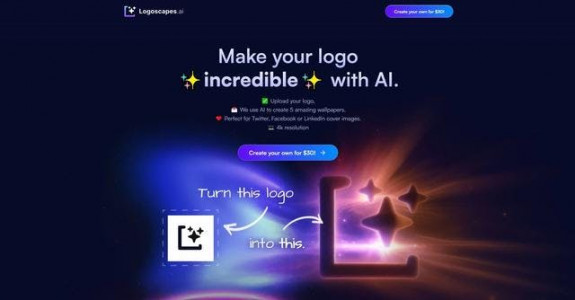 Logoscapes.ai
Create your own for $30!
Make your logo
✨incredible✨ with AI.
✅ Upload your logo,
We use AI to create 5 amazing wallpapers.
❤️ Perfect for Twitter, Facebook or LinkedIn cover images.
4k resolution
Create your own for $30! →
Turn this logo
into this.